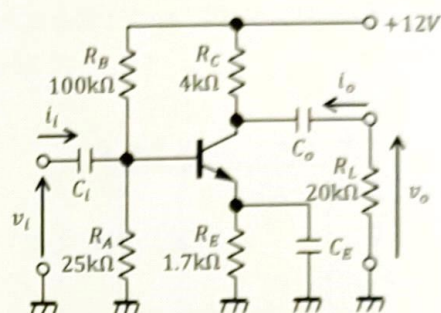 +12V
R_B
100kΩ
R_C
4kΩ
i_o
i_i
C_i
C_o
R_L
20kΩ
v_i
v_o
R_A
25kΩ
R_E
1.7kΩ
C_E